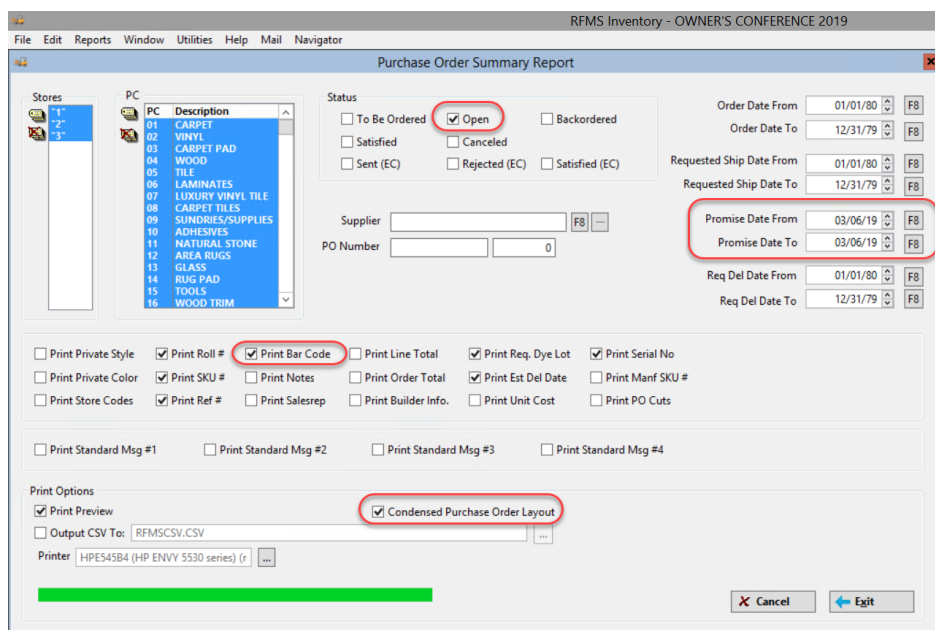 RFMS Inventory - OWNER'S CONFERENCE 2019
File Edit Reports Window Utilities Help Mail Navigator
Purchase Order Summary Report
Stores
"1"
"2"
"3"
PC
PC Description
01 CARPET
02 VINYL
03 CARPET PAD
04 WOOD
05 TILE
06 LAMINATES
07 LUXURY VINYL TILE
08 CARPET TILES
09 SUNDRIES/SUPPLIES
10 ADHESIVES
11 NATURAL STONE
12 AREA RUGS
13 GLASS
14 RUG PAD
15 TOOLS
16 WOOD TRIM
Status
To Be Ordered Open Backordered
Satisfied Canceled
Sent (EC) Rejected (EC) Satisfied (EC)
Supplier F8 ...
PO Number 0
Order Date From 01/01/80 F8
Order Date To 12/31/79 F8
Requested Ship Date From 01/01/80 F8
Requested Ship Date To 12/31/79 F8
Promise Date From 03/06/19 F8
Promise Date To 03/06/19 F8
Req Del Date From 01/01/80 F8
Req Del Date To 12/31/79 F8
Print Private Style Print Roll # Print Bar Code Print Line Total Print Req. Dye Lot Print Serial No
Print Private Color Print SKU # Print Notes Print Order Total Print Est Del Date Print Manf SKU #
Print Store Codes Print Ref # Print Salesrep Print Builder Info. Print Unit Cost Print PO Cuts
Print Standard Msg #1 Print Standard Msg #2 Print Standard Msg #3 Print Standard Msg #4
Print Options
Print Preview Condensed Purchase Order Layout
Output CSV To: RFMSCSV.CSV ...
Printer HPE545B4 (HP ENVY 5530 series) (r ...
Cancel Exit